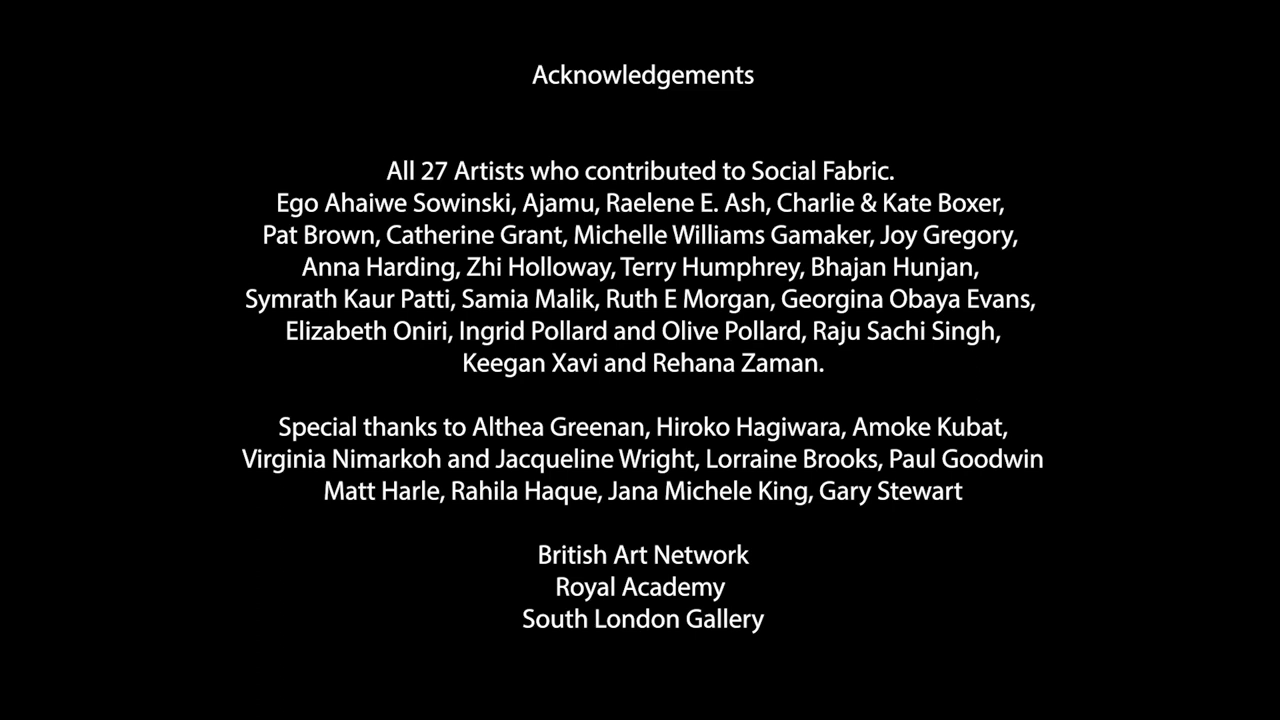 Acknowledgements
All 27 Artists who contributed to Social Fabric.
Ego Ahaiwe Sowinski, Ajamu, Raelene E. Ash, Charlie & Kate Boxer,
Pat Brown, Catherine Grant, Michelle Williams Gamaker, Joy Gregory,
Anna Harding, Zhi Holloway, Terry Humphrey, Bhajan Hunjan,
Symrath Kaur Patti, Samia Malik, Ruth E Morgan, Georgina Obaya Evans,
Elizabeth Oniri, Ingrid Pollard and Olive Pollard, Raju Sachi Singh,
Keegan Xavi and Rehana Zaman.
Special thanks to Althea Greenan, Hiroko Hagiwara, Amoke Kubat,
Virginia Nimarkoh and Jacqueline Wright, Lorraine Brooks, Paul Goodwin
Matt Harle, Rahila Haque, Jana Michele King, Gary Stewart
British Art Network
Royal Academy
South London Gallery